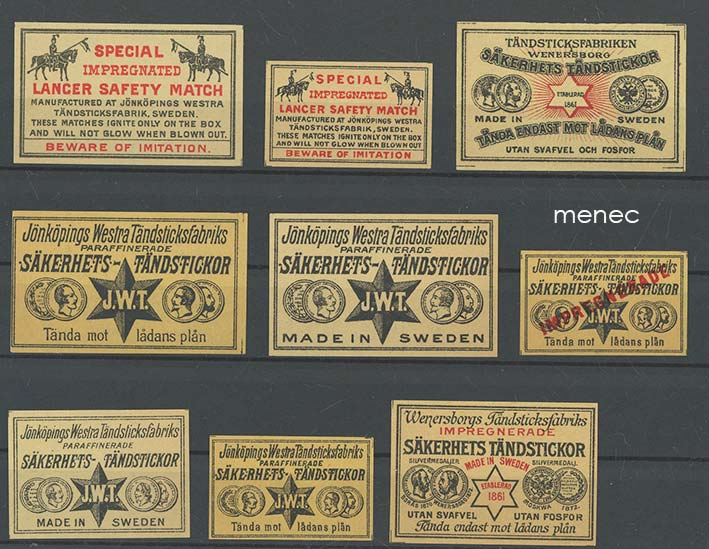 SPECIAL
IMPREGNATED
LANCER SAFETY MATCH
MANUFACTURED AT JÖNKÖPINGS WESTRA
TÄNDSTICKSFABRIK, SWEDEN.
THESE MATCHES IGNITE ONLY ON THE BOX
AND WILL NOT GLOW WHEN BLOWN OUT.
BEWARE OF IMITATION.
SPECIAL
IMPREGNATED
LANCER SAFETY MATCH
MANUFACTURED AT JÖNKÖPINGS WESTRA
TÄNDSTICKSFABRIK, SWEDEN.
THESE MATCHES IGNITE ONLY ON THE BOX
AND WILL NOT GLOW WHEN BLOWN OUT
BEWARE OF IMITATION
TÄNDSTICKSFABRIKEN
WENERSBORG
SÄKERHETS TÄNDSTICKOR
ETABLERAD
1861
MADE IN SWEDEN
TÄNDA ENDAST MOT LÅDANS PLÅN
UTAN SVAFVEL OCH FOSFOR
menec
Jönköpings Westra Tändsticksfabriks
PARAFFINERADE
SÄKERHETS- TÄNDSTICKOR
J.W.T.
Tända mot lådans plån
Jönköpings Westra Tändsticksfabriks
PARAFFINERADE
SÄKERHETS- TÄNDSTICKOR
J.W.T.
MADE IN SWEDEN
Jönköpings Westra Tändsticksfabriks
PARAFFINERADE
SÄKERHETS- TÄNDSTICKOR
IMPREGNERADE
J.W.T.
Tända mot lådans plån
Jönköpings Westra Tändsticksfabriks
PARAFFINERADE
SÄKERHETS- TÄNDSTICKOR
J.W.T.
MADE IN SWEDEN
Jönköpings Westra Tändsticksfabriks
PARAFFINERADE
SÄKERHETS- TÄNDSTICKOR
J.W.T.
Tända mot lådans plån
Wenersborgs Tändsticksfabriks
IMPREGNERADE
SÄKERHETS TÄNDSTICKOR
SILFVERMEDALJER MADE IN SWEDEN SILFVERMEDALJ.
ETABLERAD
1861
MOSKWA 1872.
UTAN SVAFVEL UTAN FOSFOR
Tända endast mot lådans plån